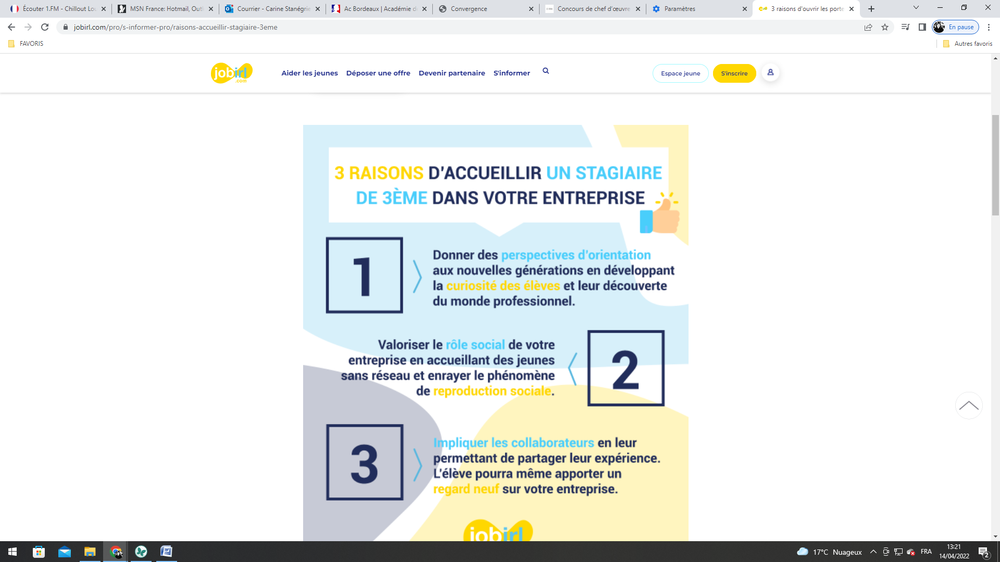 Écouter 1.FM - Chillout Lou
MSN France: Hotmail, Outl
Courrier - Carine Stanégrie
Ac Bordeaux | Académie d
Convergence
Concours de chef d'œuvre
Paramètres
3 raisons d'ouvrir les porte
jobirl.com/pro/s-informer-pro/raisons-accueillir-stagiaire-3eme
En pause
FAVORIS
Autres favoris
jobirl
.com
Aider les jeunes
Déposer une offre
Devenir partenaire
S'informer
Espace jeune
S'inscrire
3 RAISONS D'ACCUEILLIR UN STAGIAIRE
DE 3ÈME DANS VOTRE ENTREPRISE
1
Donner des perspectives d'orientation
aux nouvelles générations en développant
la curiosité des élèves et leur découverte
du monde professionnel.
Valoriser le rôle social de votre
entreprise en accueillant des jeunes
sans réseau et enrayer le phénomène
de reproduction sociale.
2
3
Impliquer les collaborateurs en leur
permettant de partager leur expérience.
L'élève pourra même apporter un
regard neuf sur votre entreprise.
jobirl
17°C Nuageux
FRA
13:21
14/04/2022
2